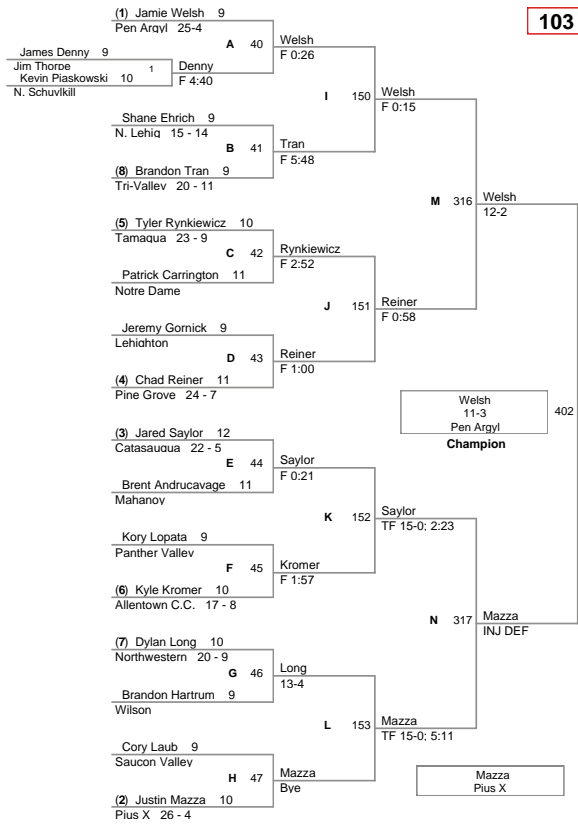 103
(1) Jamie Welsh 9
Pen Argyl 25-4
A 40
Welsh
F 0:26
James Denny 9
Jim Thorpe
1
Kevin Piaskowski 10
N. Schuylkill
Denny
F 4:40
I 150
Welsh
F 0:15
Shane Ehrich 9
N. Lehig 15 - 14
B 41
Tran
F 5:48
(8) Brandon Tran 9
Tri-Valley 20 - 11
M 316
Welsh
12-2
(5) Tyler Rynkiewicz 10
Tamaqua 23 - 9
C 42
Rynkiewicz
F 2:52
Patrick Carrington 11
Notre Dame
J 151
Reiner
F 0:58
Jeremy Gornick 9
Lehighton
D 43
Reiner
F 1:00
(4) Chad Reiner 11
Pine Grove 24 - 7
Welsh
11-3
Pen Argyl
402
Champion
(3) Jared Saylor 12
Catasauqua 22 - 5
E 44
Saylor
F 0:21
Brent Andrucavage 11
Mahanoy
K 152
Saylor
TF 15-0; 2:23
Kory Lopata 9
Panther Valley
F 45
Kromer
F 1:57
(6) Kyle Kromer 10
Allentown C.C. 17 - 8
N 317
Mazza
INJ DEF
(7) Dylan Long 10
Northwestern 20 - 9
G 46
Long
13-4
Brandon Hartrum 9
Wilson
L 153
Mazza
TF 15-0; 5:11
Cory Laub 9
Saucon Valley
H 47
Mazza
Bye
(2) Justin Mazza 10
Pius X 26 - 4
Mazza
Pius X